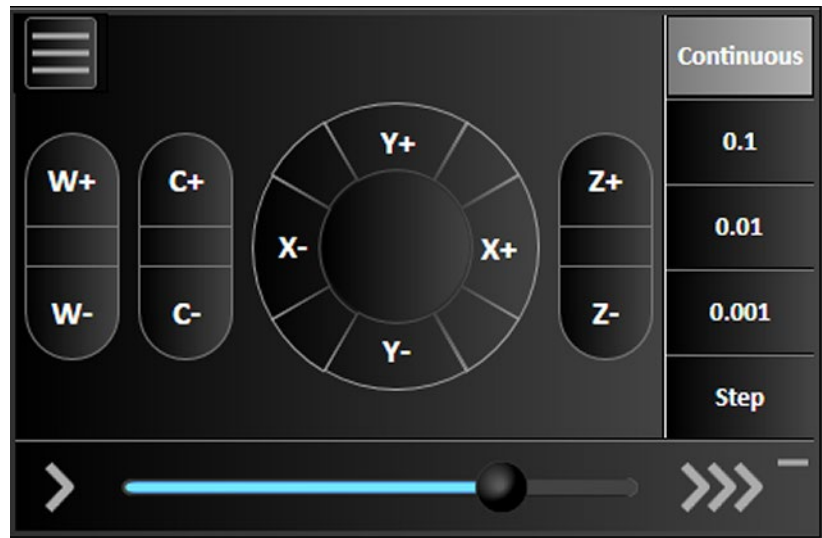 Continuous
Y+
0.1
W+
C+
Z+
0.01
X-
X+
W-
C-
Z-
0.001
Y-
Step